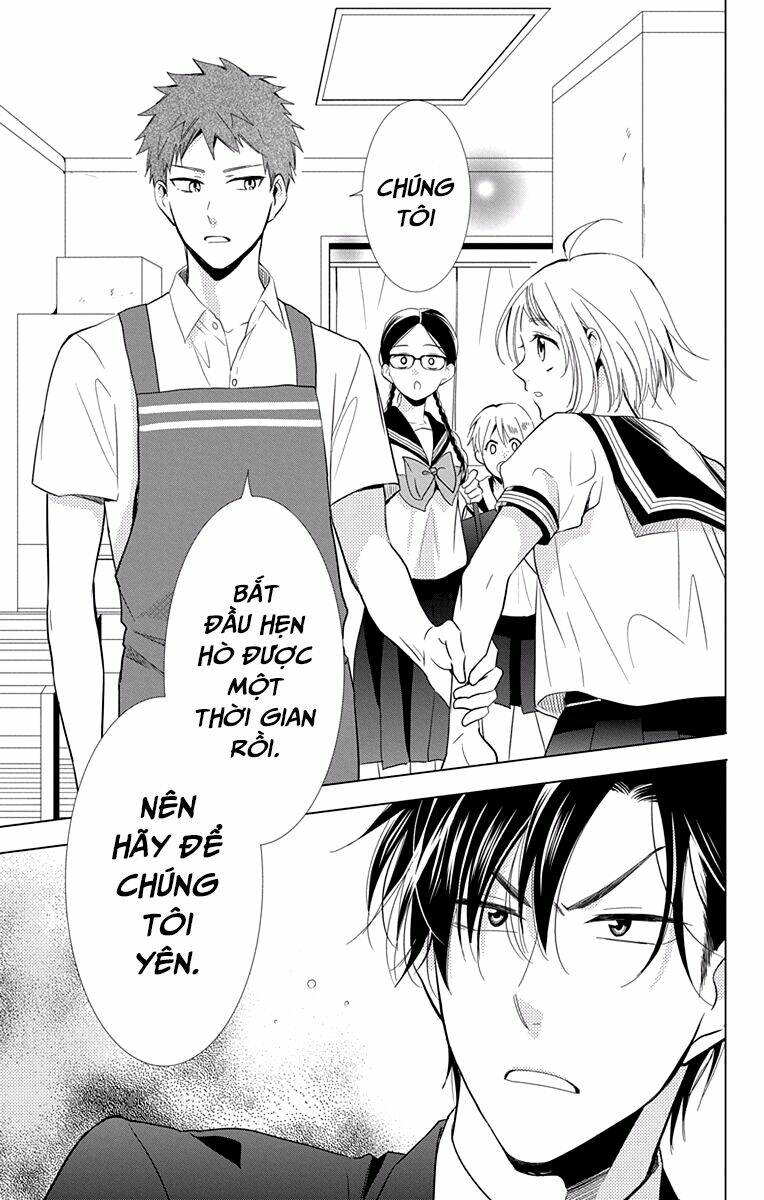 CHÚNG
TÔI
BẮT
ĐẦU HẸN
HÒ ĐƯỢC
MỘT
THỜI GIAN
RỒI.
NÊN
HÃY ĐỂ
CHÚNG
TÔI
YÊN.